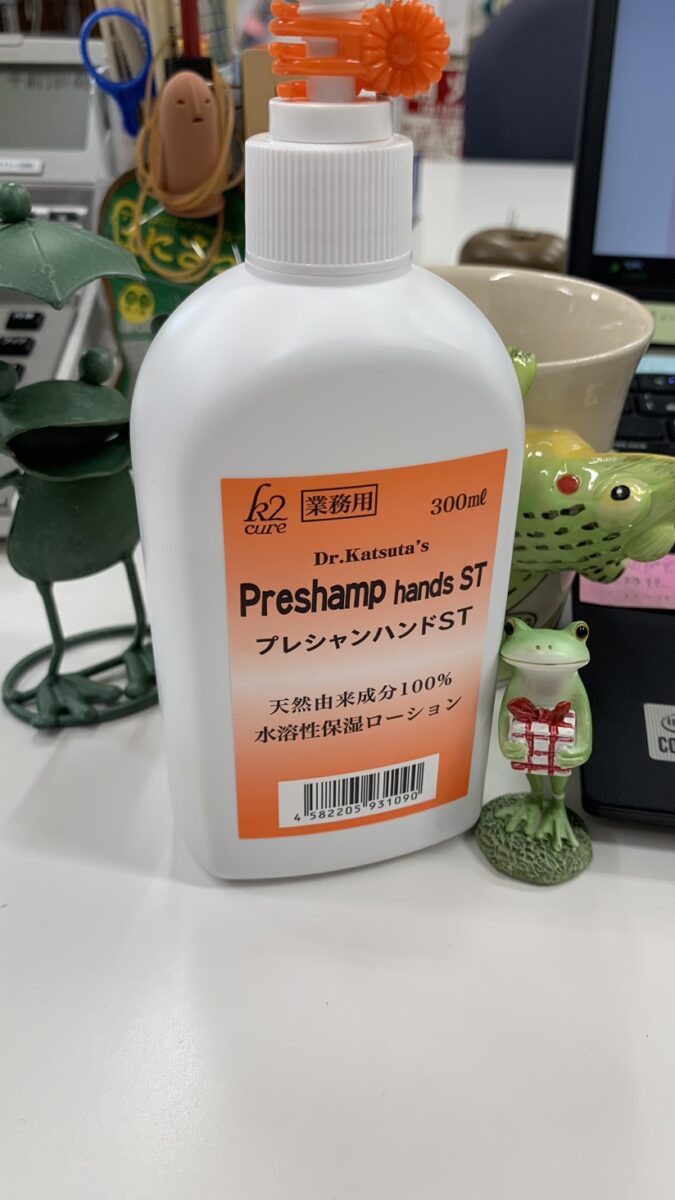 k2
cure
業務用
300ml
Dr.Katsuta's
Preshamp hands ST
プレシャンハンドST
天然由来成分100%
水溶性保湿ローション
4 582205 931090